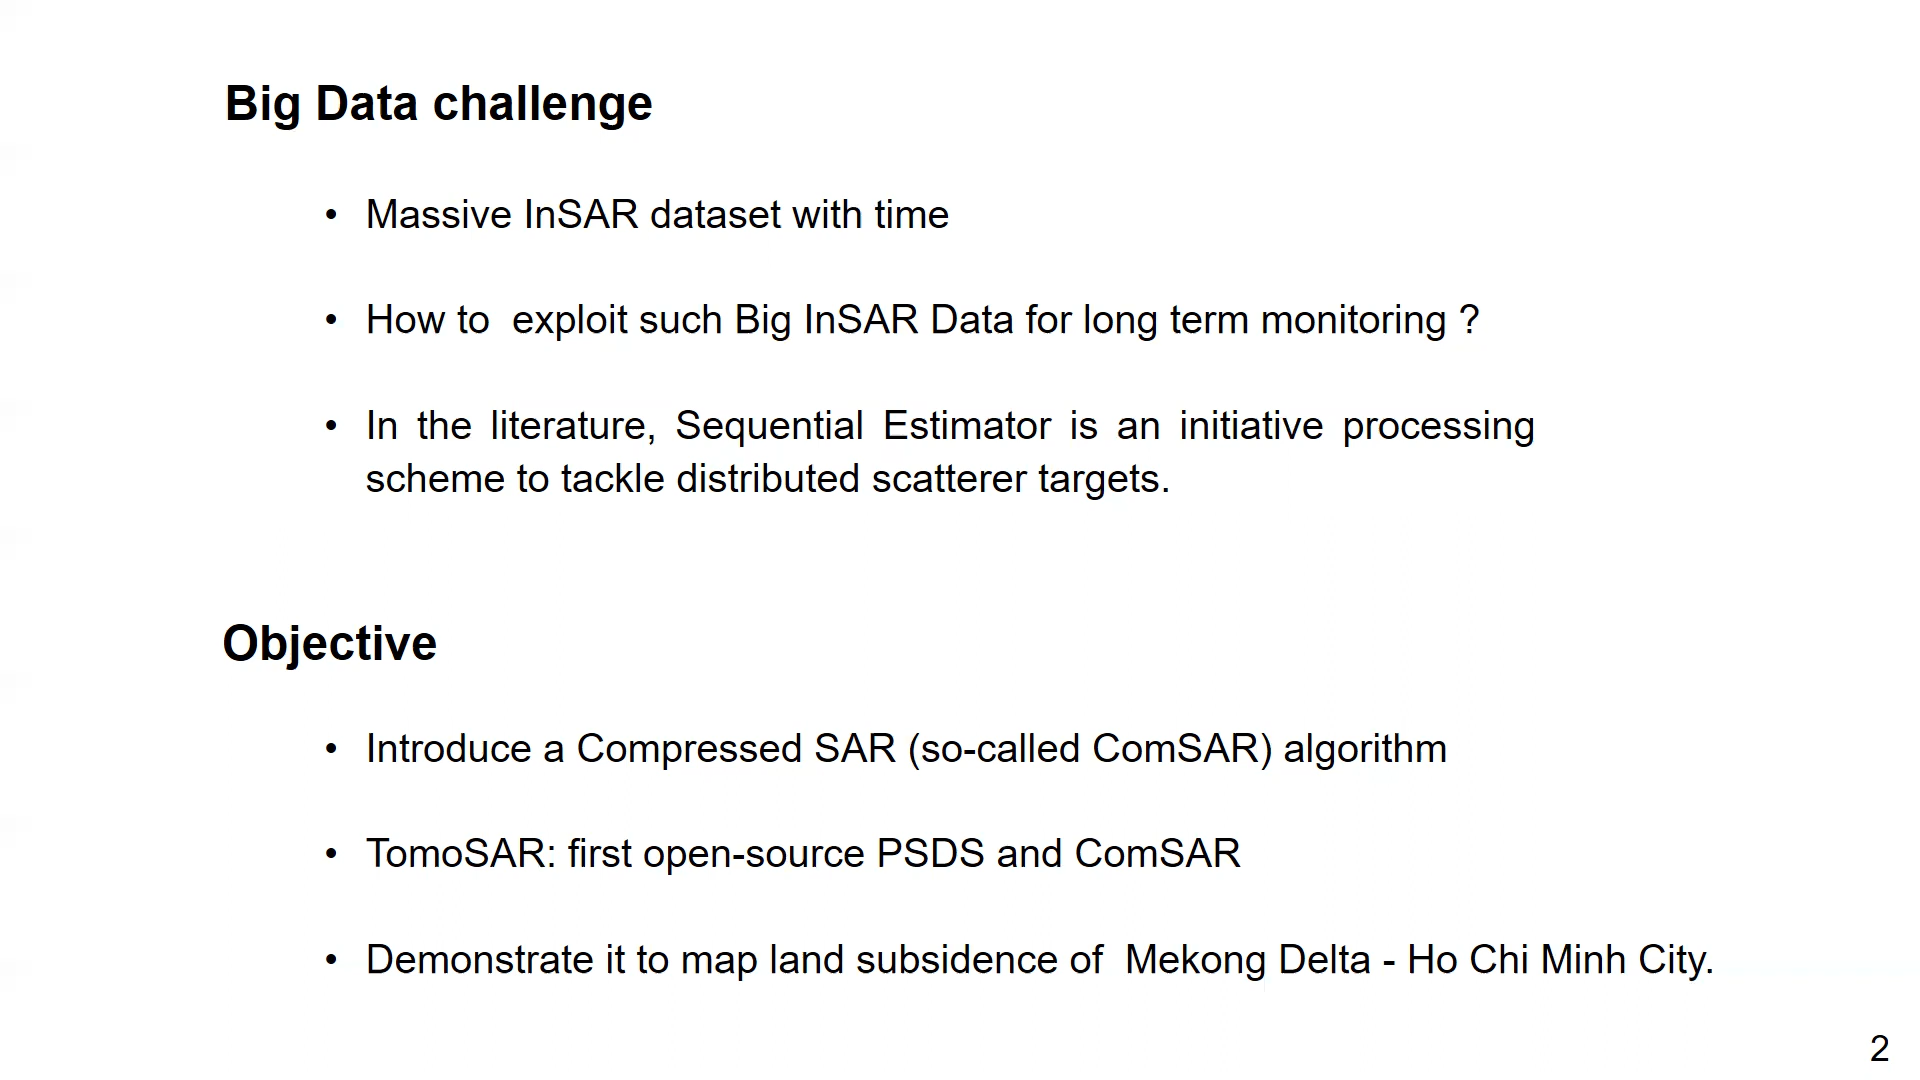 Big Data challenge
• Massive InSAR dataset with time
• How to  exploit such Big InSAR Data for long term monitoring ?
• In the literature, Sequential Estimator is an initiative processing
scheme to tackle distributed scatterer targets.
Objective
• Introduce a Compressed SAR (so-called ComSAR) algorithm
• TomoSAR: first open-source PSDS and ComSAR
• Demonstrate it to map land subsidence of  Mekong Delta - Ho Chi Minh City.
2